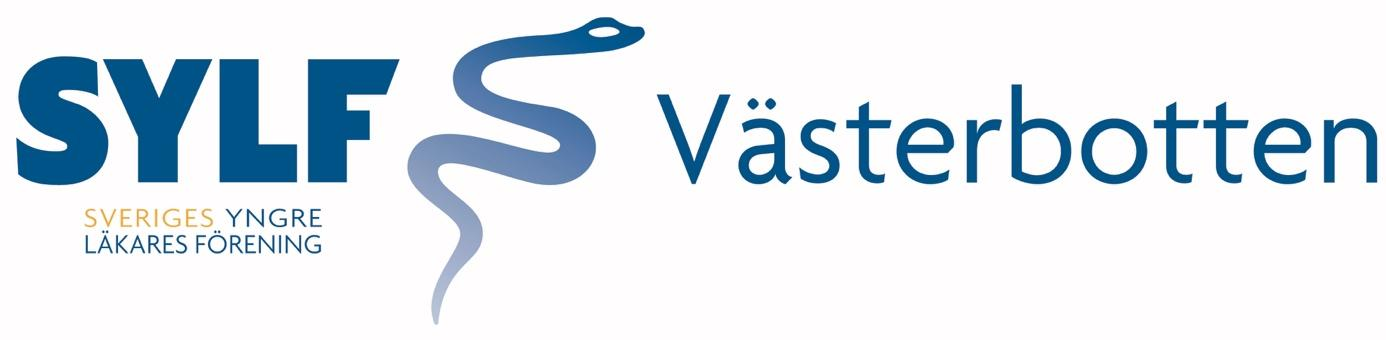 SYLF
SVERIGES YNGRE
LÄKARES FÖRENING
Västerbotten